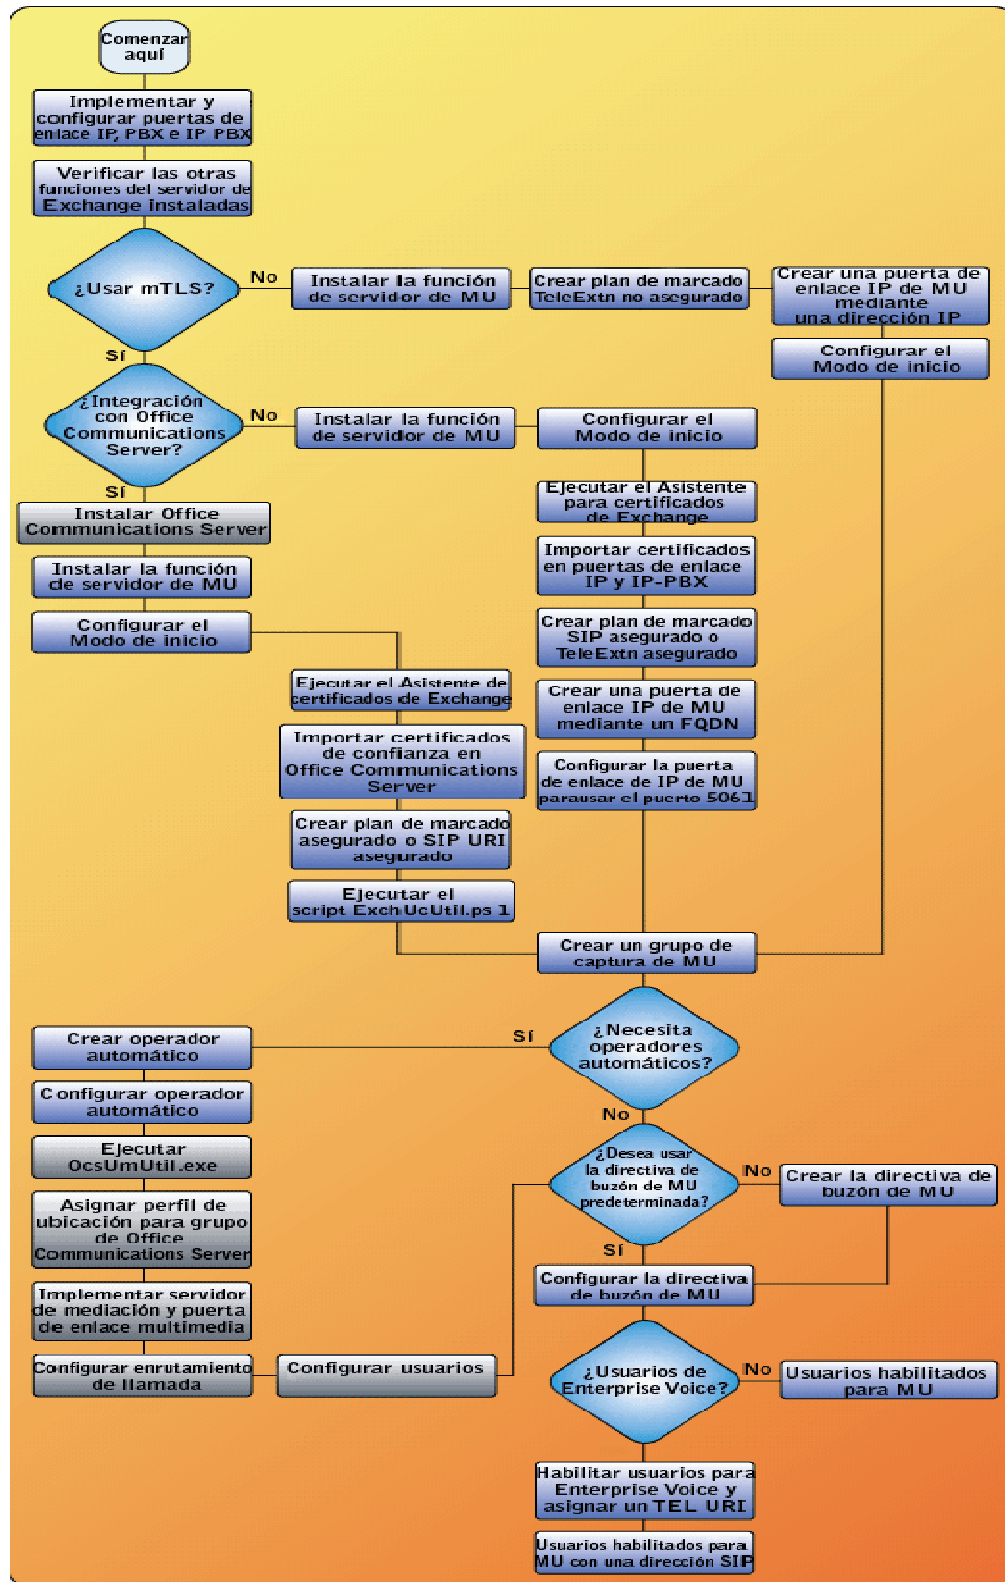 Comenzar
aquí
Implementar y
configurar puertas de
enlace IP, PBX e IP PBX
Verificar las otras
funciones del servidor de
Exchange instaladas
¿Usar mTLS?
No
Instalar la función
de servidor de MU
Crear plan de marcado
TeleExtn no asegurado
Crear una puerta de
enlace IP de MU
mediante
una dirección IP
Configurar el
Modo de inicio
Sí
¿Integración
con Office
Communications
Server?
No
Instalar la función
de servidor de MU
Configurar el
Modo de inicio
Sí
Instalar Office
Communications Server
Instalar la función
de servidor de MU
Configurar el
Modo de inicio
Ejecutar el Asistente
para certificados
de Exchange
Importar certificados
en puertas de enlace
IP y IP-PBX
Crear plan de marcado
SIP asegurado o
TeleExtn asegurado
Crear una puerta de
enlace IP de MU
mediante un FQDN
Configurar la puerta
de enlace de IP de MU
parausar el puerto 5061
Ejecutar el Asistente de
certificados de Exchange
Importar certificados
de confianza en
Office Communications
Server
Crear plan de marcado
asegurado o SIP URI
asegurado
Ejecutar el
script ExchUcUtil.ps 1
Crear un grupo de
captura de MU
¿Necesita
operadores
automáticos?
Sí
Crear operador
automático
Configurar operador
automático
Ejecutar
OcsUmUtil.exe
Asignar perfil de
ubicación para grupo
de Office
Communications Server
Implementar servidor
de mediación y puerta
de enlace multimedia
Configurar enrutamiento
de llamada
Configurar usuarios
No
¿Desea usar
la directiva de
buzón de MU
predeterminada?
No
Crear la directiva de
buzón de MU
Sí
Configurar la directiva
de buzón de MU
¿Usuarios de
Enterprise Voice?
No
Usuarios habilitados
para MU
Habilitar usuarios para
Enterprise Voice y
asignar un TEL URI
Usuarios habilitados para
MU con una dirección SIP